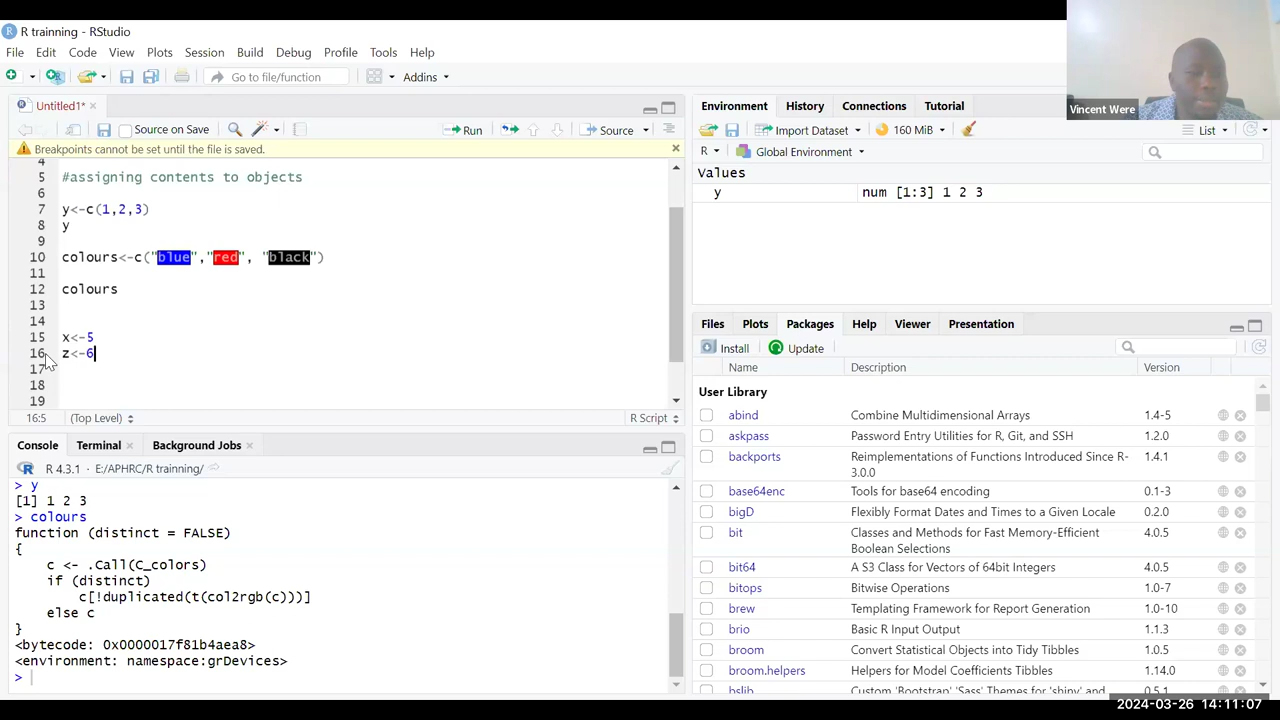 R trainning - RStudio
File Edit Code View Plots Session Build Debug Profile Tools Help
Go to file/function Addins
Vincent Were
Untitled1*
Source on Save Run Source
Breakpoints cannot be set until the file is saved.
4
5 #assigning contents to objects
6
7 y<-c(1,2,3)
8 y
9
10 colours<-c("blue","red", "black")
11
12 colours
13
14
15 x<-5
16 z<-6
17
18
19
16:5 (Top Level) R Script
Console Terminal Background Jobs
R 4.3.1 · E:/APHRC/R trainning/
> y
[1] 1 2 3
> colours
function (distinct = FALSE)
{
c <- .Call(C_colors)
if (distinct)
c[!duplicated(t(col2rgb(c)))]
else c
}
<bytecode: 0x0000017f81b4aea8>
<environment: namespace:grDevices>
>
Environment History Connections Tutorial
Import Dataset 160 MiB List
R Global Environment
Values
y num [1:3] 1 2 3
Files Plots Packages Help Viewer Presentation
Install Update
Name Description Version
User Library
abind Combine Multidimensional Arrays 1.4-5
askpass Password Entry Utilities for R, Git, and SSH 1.2.0
backports Reimplementations of Functions Introduced Since R- 1.4.1
3.0.0
base64enc Tools for base64 encoding 0.1-3
bigD Flexibly Format Dates and Times to a Given Locale 0.2.0
bit Classes and Methods for Fast Memory-Efficient 4.0.5
Boolean Selections
bit64 A S3 Class for Vectors of 64bit Integers 4.0.5
bitops Bitwise Operations 1.0-7
brew Templating Framework for Report Generation 1.0-10
brio Basic R Input Output 1.1.3
broom Convert Statistical Objects into Tidy Tibbles 1.0.5
broom.helpers Helpers for Model Coefficients Tibbles 1.14.0
bslib Custom 'Bootstrap' 'Sass' Themes for 'shiny' and 0.5.1
2024-03-26 14:11:07